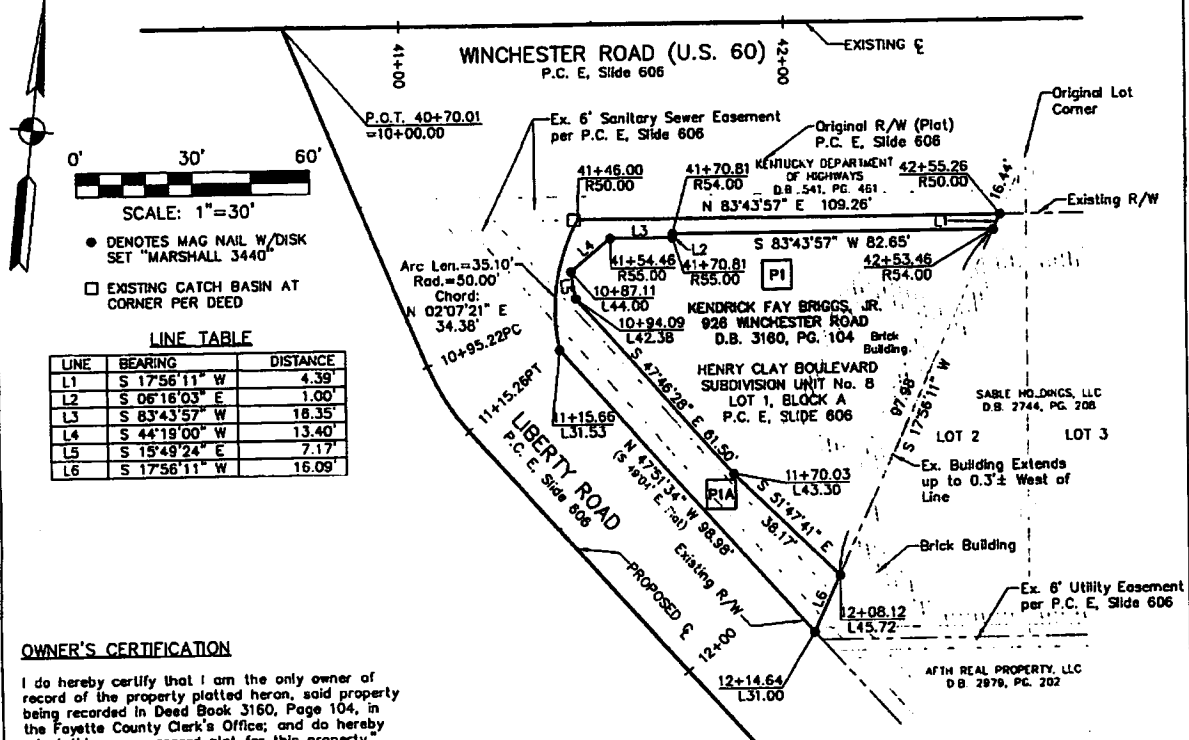 EXISTING ℄
41+00
42+00
WINCHESTER ROAD (U.S. 60)
P.C. E, Slide 606
P.O.T. 40+70.01
=10+00.00
Ex. 6' Sanitary Sewer Easement
per P.C. E, Slide 606
Original R/W (Plat)
P.C. E, Slide 606
Original Lot
Corner
0' 30' 60'
SCALE: 1"=30'
● DENOTES MAG NAIL W/DISK
SET "MARSHALL 3440"
□ EXISTING CATCH BASIN AT
CORNER PER DEED
41+46.00
R50.00
41+70.81
R54.00
KENTUCKY DEPARTMENT
OF HIGHWAYS
D.B. 541, PG. 461
42+55.26
R50.00
16.44'
Existing R/W
N 83°43'57" E 109.26'
L1
L3
L4
L2
S 83°43'57" W 82.65'
41+54.46
R55.00
41+70.81
R55.00
P1
42+53.46
R54.00
Arc Len.=35.10'
Rad.=50.00'
Chord:
N 02°07'21" E
34.38'
L5
10+87.11
L44.00
10+94.09
L42.38
KENDRICK FAY BRIGGS, JR.
926 WINCHESTER ROAD
D.B. 3160, PG. 104
Brick
Building
HENRY CLAY BOULEVARD
SUBDIVISION UNIT No. 8
LOT 1, BLOCK A
P.C. E, SLIDE 606
LINE TABLE
LINE BEARING DISTANCE
L1 S 17°56'11" W 4.39'
L2 S 06°16'03" E 1.00'
L3 S 83°43'57" W 16.35'
L4 S 44°19'00" W 13.40'
L5 S 15°49'24" E 7.17'
L6 S 17°56'11" W 16.09'
10+95.22PC
11+15.26PT
11+15.66
L31.53
S 47°46'28" E 61.50'
97.98'
S 17°56'11" W
SABLE HOLDINGS, LLC
D.B. 2744, PG. 208
LOT 2
LOT 3
Ex. Building Extends
up to 0.3'± West of
Line
LIBERTY ROAD
P.C. E, Slide 606
N 47°51'34" W 98.98'
(S 49°04' E Plat)
P1A
11+70.03
L43.30
S 51°47'41" E
38.17'
Brick Building
Existing R/W
PROPOSED ℄
12+00
L6
12+08.12
L45.72
Ex. 6' Utility Easement
per P.C. E, Slide 606
12+14.64
L31.00
AFTH REAL PROPERTY, LLC
D.B. 2979, PG. 202
OWNER'S CERTIFICATION
I do hereby certify that I am the only owner of
record of the property platted heron, said property
being recorded in Deed Book 3160, Page 104, in
the Fayette County Clerk's Office; and do hereby
record plat for this property."